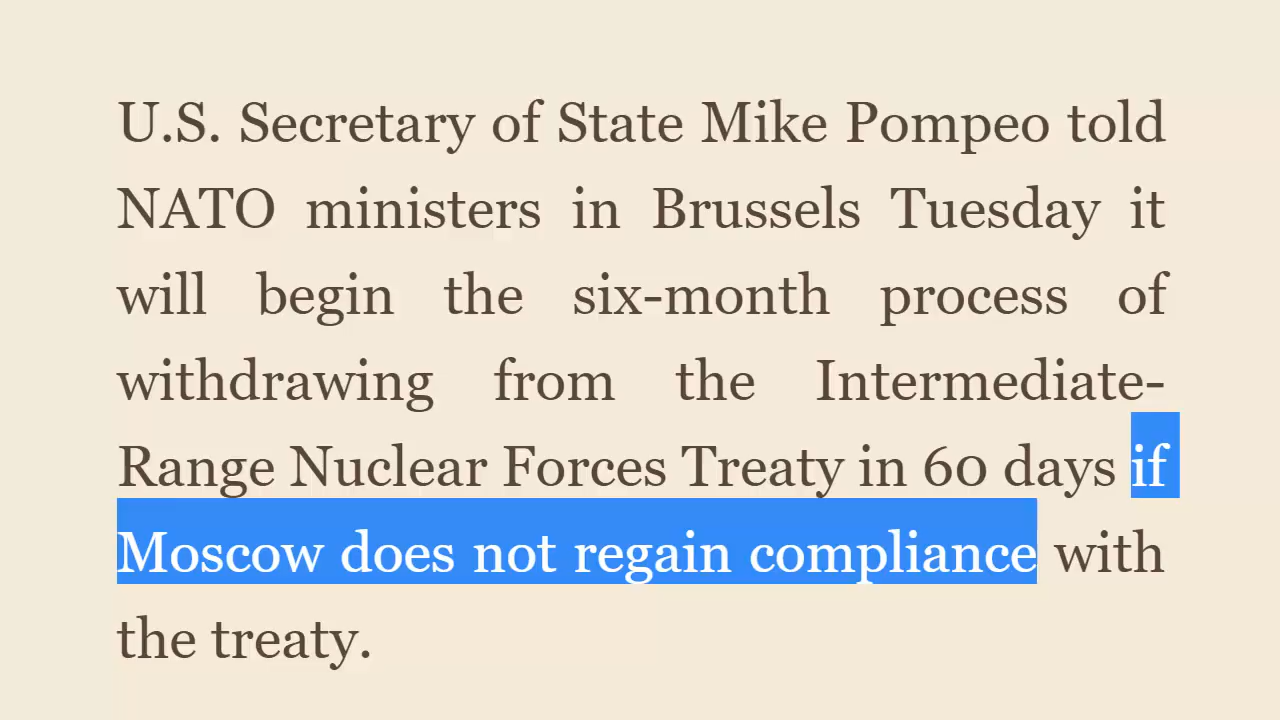 U.S. Secretary of State Mike Pompeo told
NATO ministers in Brussels Tuesday it
will begin the six-month process of
withdrawing from the Intermediate-
Range Nuclear Forces Treaty in 60 days if
Moscow does not regain compliance with
the treaty.